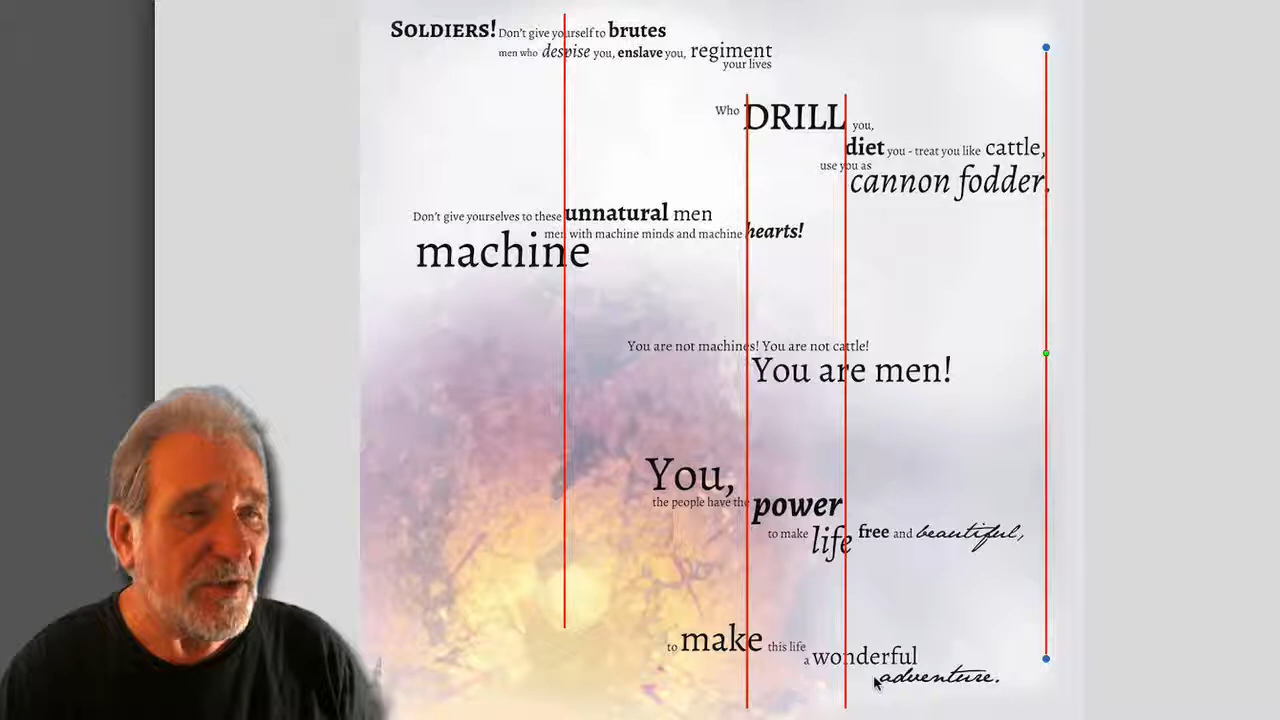 SOLDIERS! Don't give yourself to brutes
men who despise you, enslave you, regiment
your lives
Who DRILL you,
diet you - treat you like cattle,
use you as
cannon fodder.
Don't give yourselves to these unnatural men
men with machine minds and machine hearts!
machine
You are not machines! You are not cattle!
You are men!
You,
the people have the power
to make life free and beautiful,
to make this life
a wonderful
adventure.